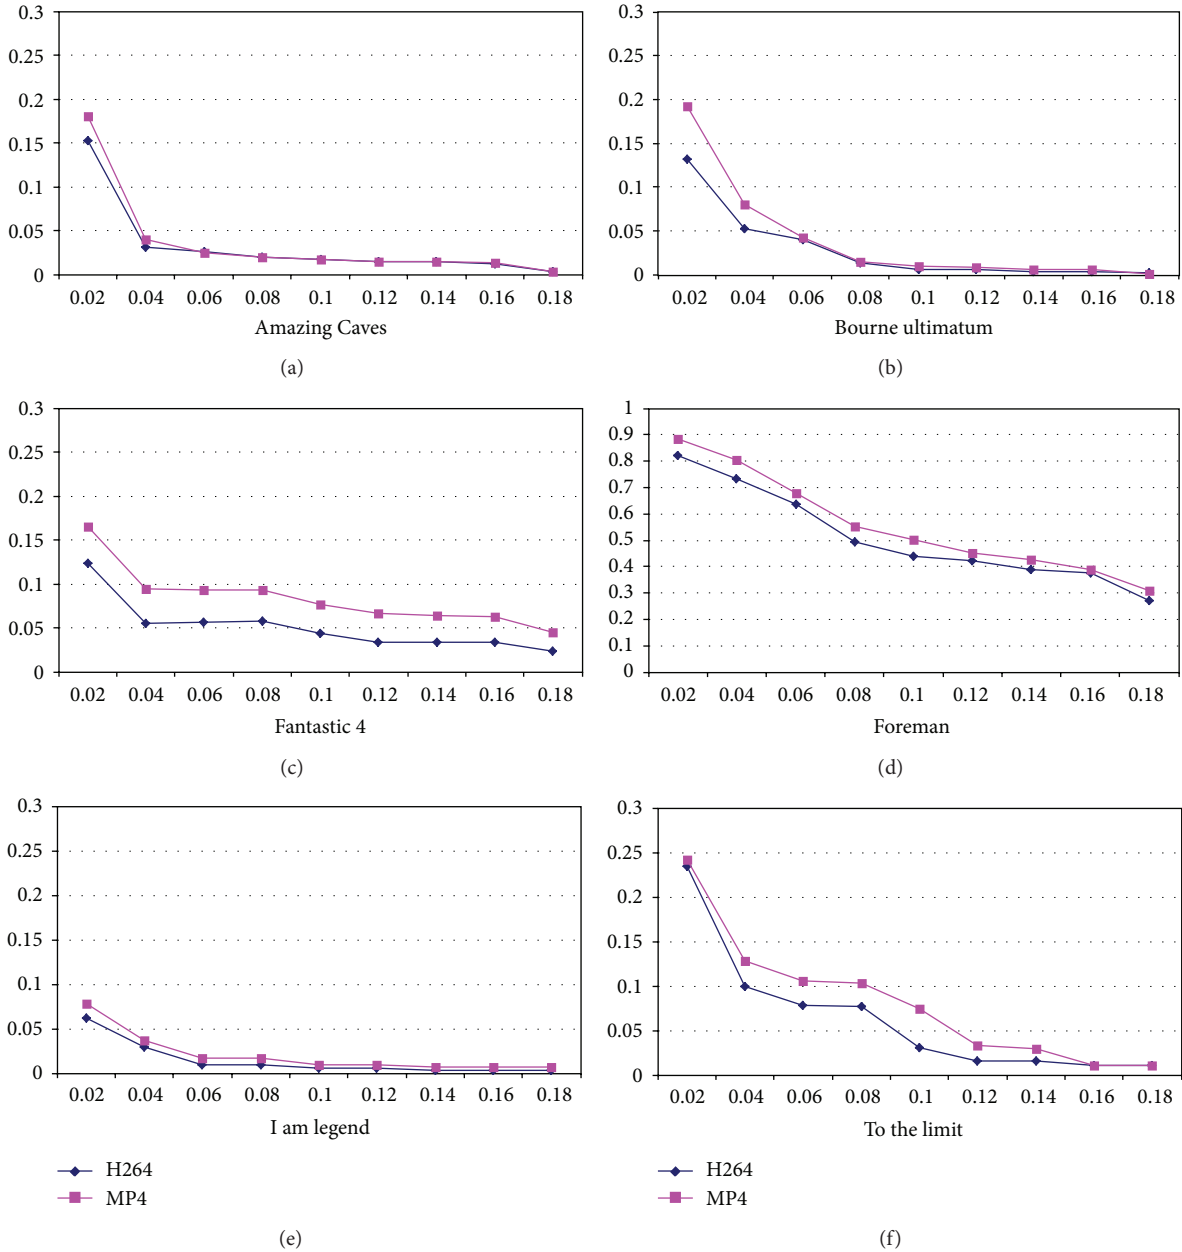 0.3
0.25
0.2
0.15
0.1
0.05
0
0.02 0.04 0.06 0.08 0.1 0.12 0.14 0.16 0.18
Amazing Caves
(a)
0.3
0.25
0.2
0.15
0.1
0.05
0
0.02 0.04 0.06 0.08 0.1 0.12 0.14 0.16 0.18
Bourne ultimatum
(b)
0.3
0.25
0.2
0.15
0.1
0.05
0
0.02 0.04 0.06 0.08 0.1 0.12 0.14 0.16 0.18
Fantastic 4
(c)
1
0.9
0.8
0.7
0.6
0.5
0.4
0.3
0.2
0.1
0
0.02 0.04 0.06 0.08 0.1 0.12 0.14 0.16 0.18
Foreman
(d)
0.3
0.25
0.2
0.15
0.1
0.05
0
0.02 0.04 0.06 0.08 0.1 0.12 0.14 0.16 0.18
I am legend
H264
MP4
(e)
0.3
0.25
0.2
0.15
0.1
0.05
0
0.02 0.04 0.06 0.08 0.1 0.12 0.14 0.16 0.18
To the limit
H264
MP4
(f)